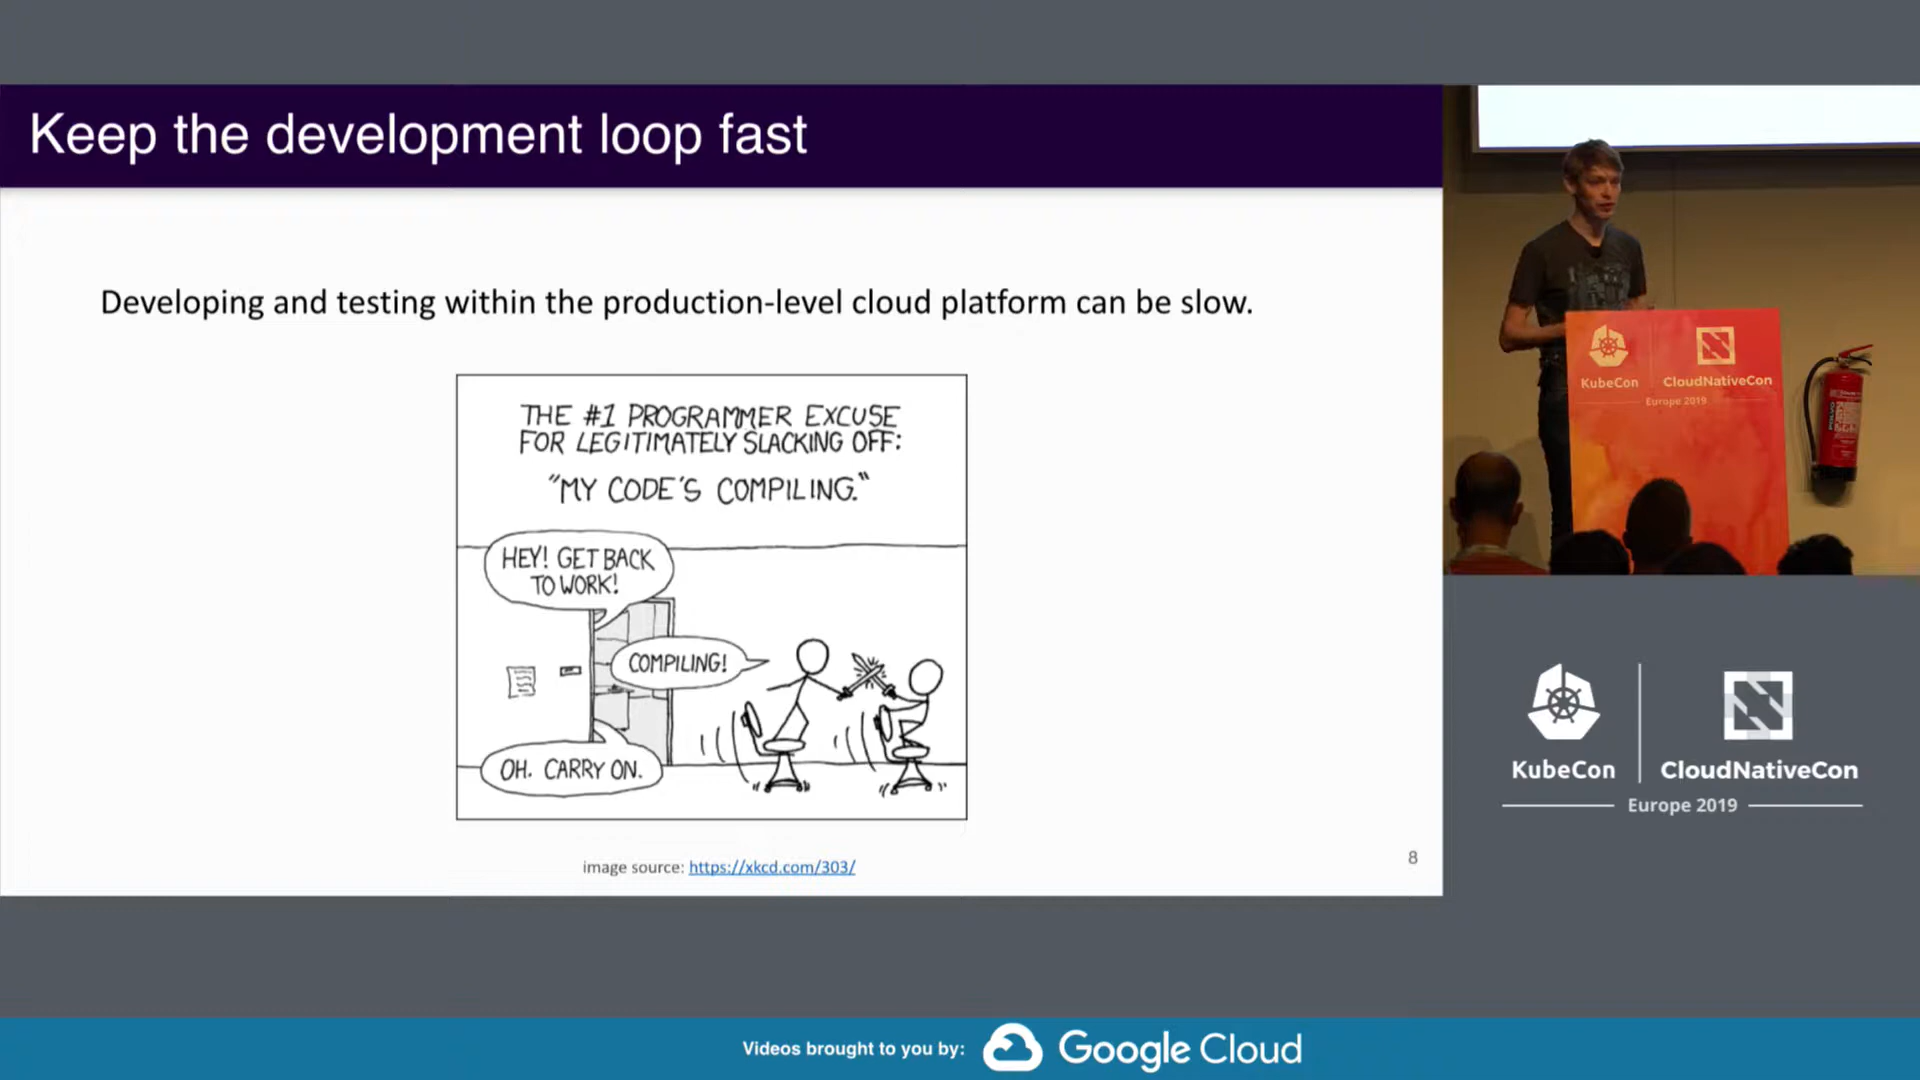 Keep the development loop fast
Developing and testing within the production-level cloud platform can be slow.
THE #1 PROGRAMMER EXCUSE
FOR LEGITIMATELY SLACKING OFF:
"MY CODE'S COMPILING."
HEY! GET BACK
TO WORK!
COMPILING!
OH. CARRY ON.
image source: https://xkcd.com/303/
8
KubeCon
CloudNativeCon
Europe 2019
KubeCon
CloudNativeCon
Europe 2019
Videos brought to you by:
Google Cloud